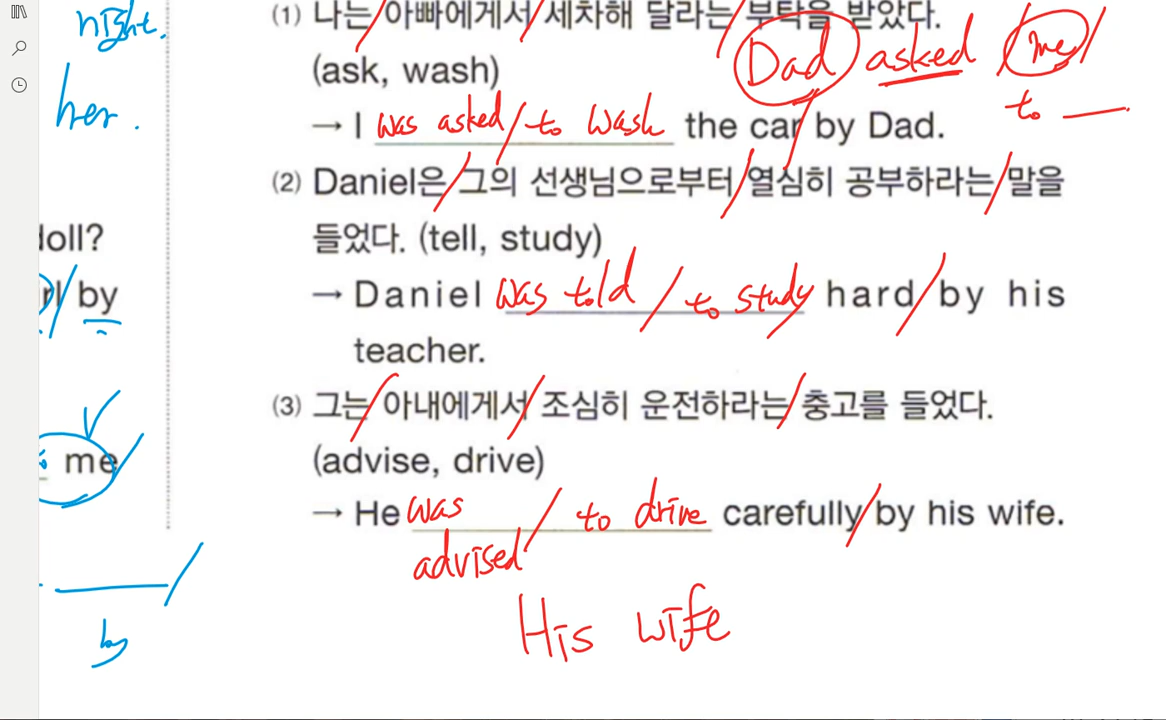 night.
her.
doll?
by
me
by
(1) 나는/아빠에게서/세차해 달라는/부탁을 받았다.
(ask, wash)
Dad asked / me /
to ___.
→ I was asked / to wash the car / by Dad.
(2) Daniel은/그의 선생님으로부터/열심히 공부하라는/말을
들었다. (tell, study)
→ Daniel was told / to study hard / by his
teacher.
(3) 그는/아내에게서/조심히 운전하라는/충고를 들었다.
(advise, drive)
→ He was advised / to drive carefully / by his wife.
His wife